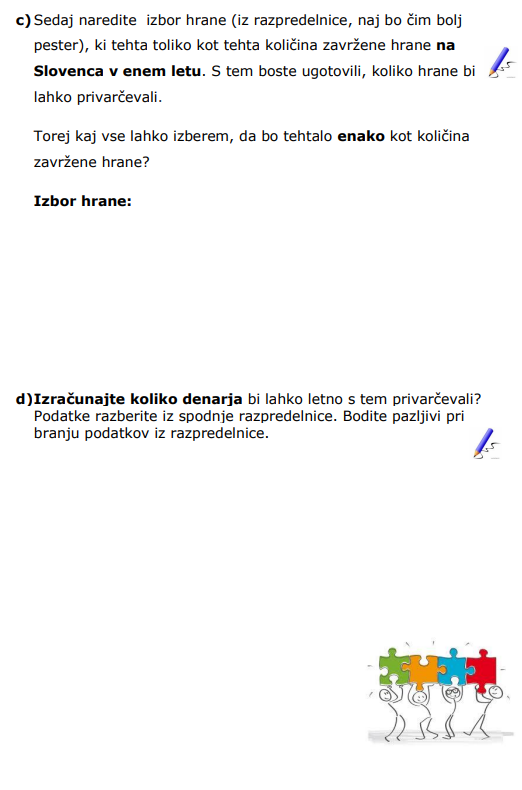 c) Sedaj naredite izbor hrane (iz razpredelnice, naj bo čim bolj
pester), ki tehta toliko kot tehta količina zavržene hrane na
Slovenca v enem letu. S tem boste ugotovili, koliko hrane bi
lahko privarčevali.
Torej kaj vse lahko izberem, da bo tehtalo enako kot količina
zavržene hrane?
Izbor hrane:
d) Izračunajte koliko denarja bi lahko letno s tem privarčevali?
Podatke razberite iz spodnje razpredelnice. Bodite pazljivi pri
branju podatkov iz razpredelnice.